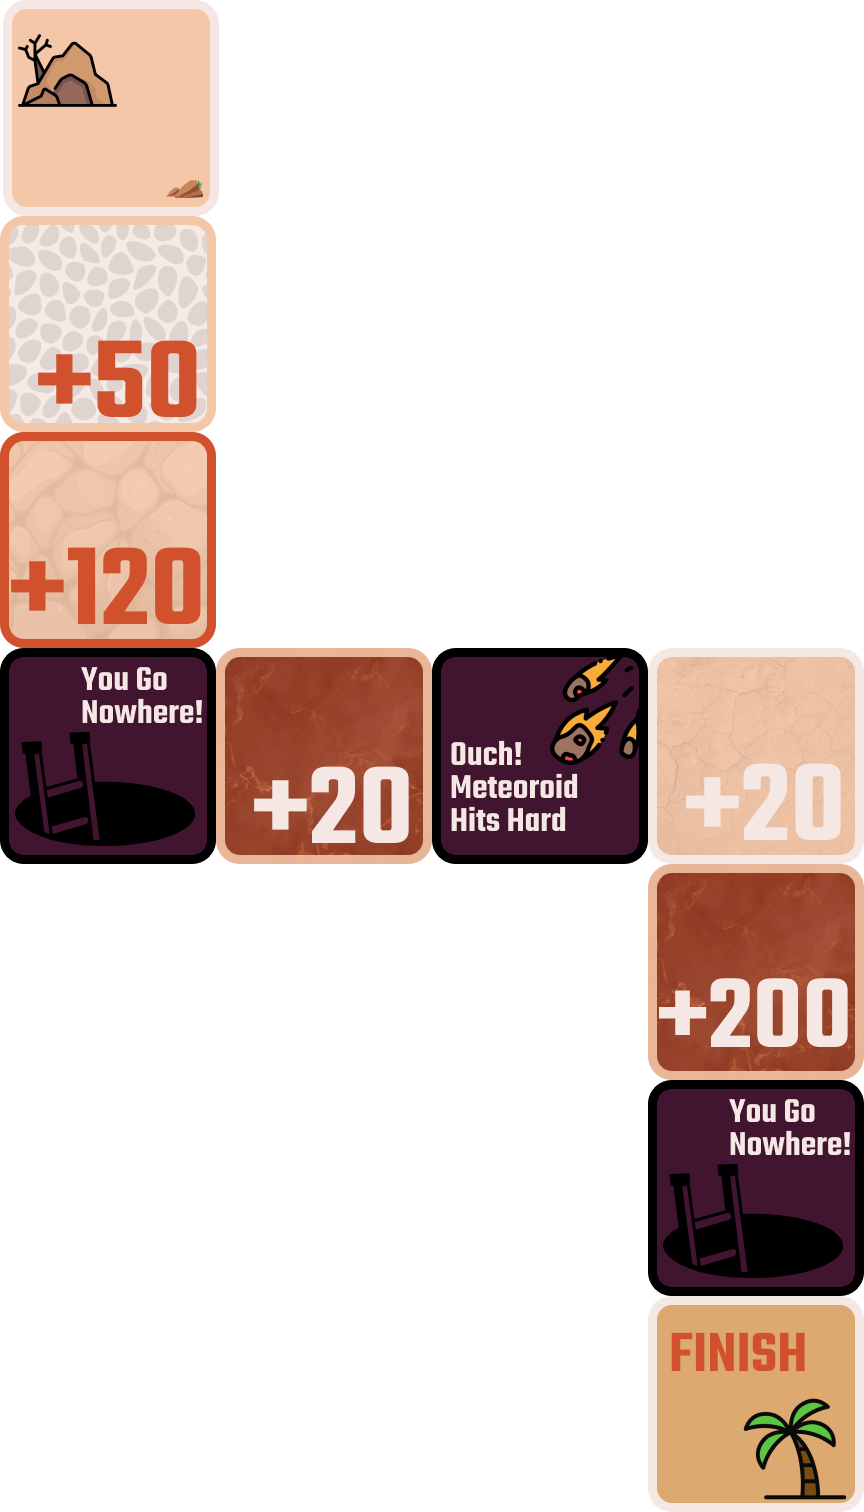 +50
+120
You Go
Nowhere!
+20
Ouch!
Meteoroid
Hits Hard
+20
+200
You Go
Nowhere!
FINISH